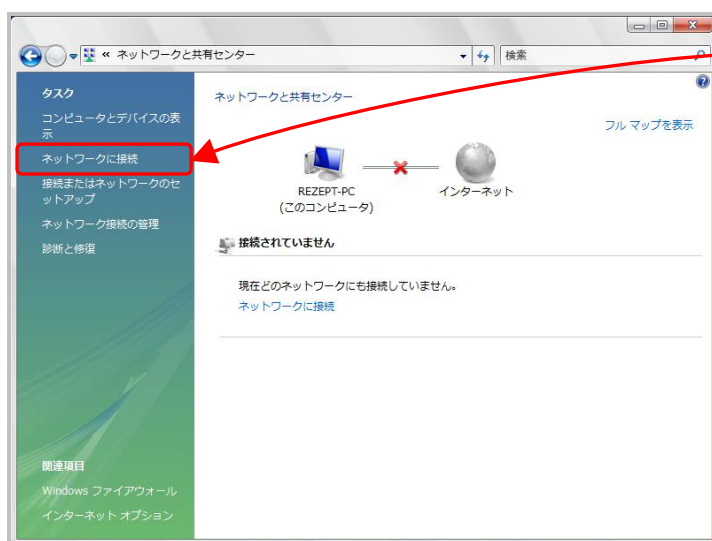 « ネットワークと共有センター
検索
タスク
コンピュータとデバイスの表
示
ネットワークに接続
接続またはネットワークのセ
ットアップ
ネットワーク接続の管理
診断と修復
関連項目
Windows ファイアウォール
インターネット オプション
ネットワークと共有センター
フル マップを表示
REZEPT-PC
(このコンピュータ)
インターネット
接続されていません
現在どのネットワークにも接続していません。
ネットワークに接続